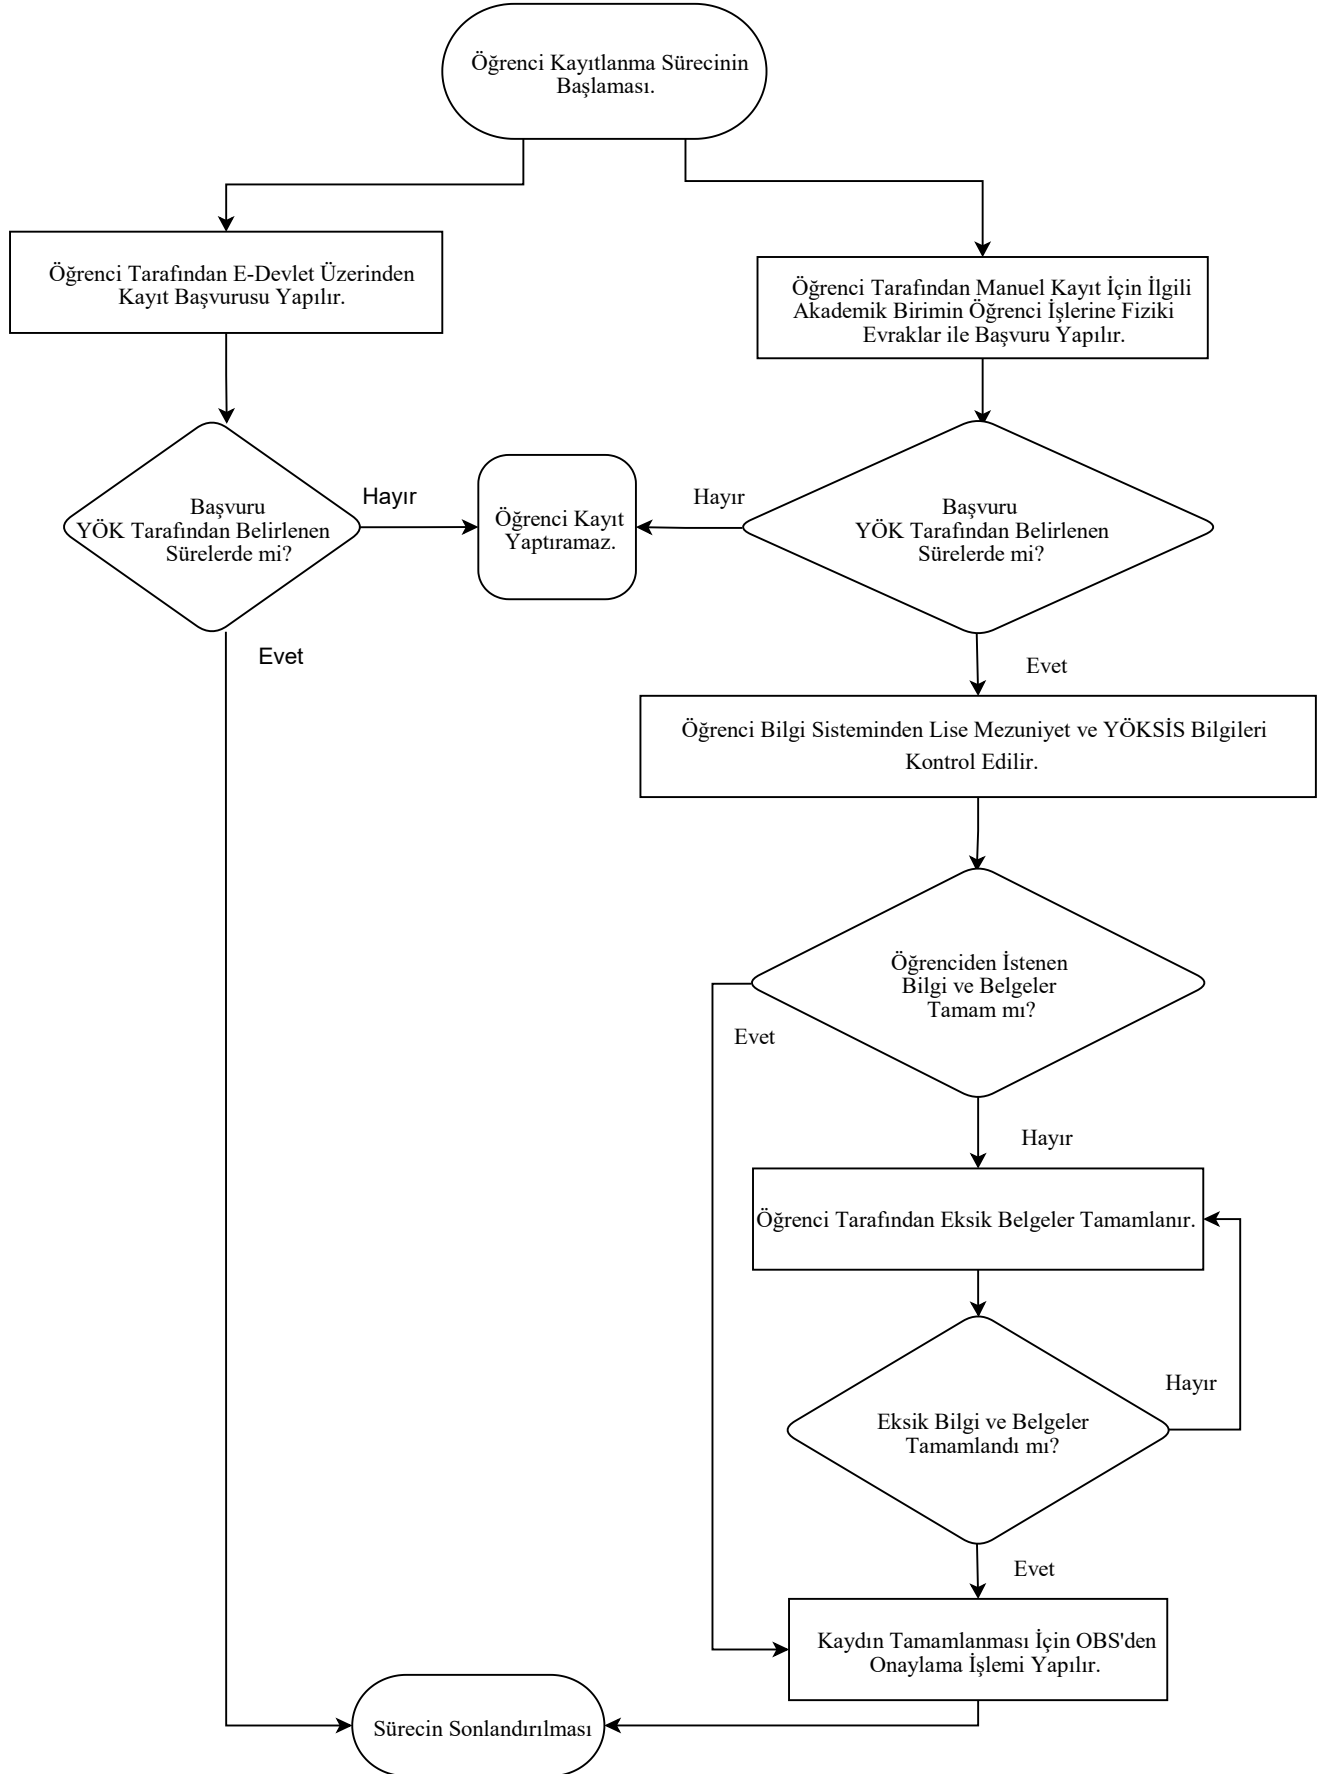 Öğrenci Kayıtlanma Sürecinin
Başlaması.
Öğrenci Tarafından E-Devlet Üzerinden
Kayıt Başvurusu Yapılır.
Öğrenci Tarafından Manuel Kayıt İçin İlgili
Akademik Birimin Öğrenci İşlerine Fiziki
Evraklar ile Başvuru Yapılır.
Başvuru
YÖK Tarafından Belirlenen
Sürelerde mi?
Hayır
Öğrenci Kayıt
Yaptıramaz.
Hayır
Başvuru
YÖK Tarafından Belirlenen
Sürelerde mi?
Evet
Evet
Öğrenci Bilgi Sisteminden Lise Mezuniyet ve YÖKSİS Bilgileri
Kontrol Edilir.
Öğrenciden İstenen
Bilgi ve Belgeler
Tamam mı?
Evet
Hayır
Öğrenci Tarafından Eksik Belgeler Tamamlanır.
Hayır
Eksik Bilgi ve Belgeler
Tamamlandı mı?
Evet
Kaydın Tamamlanması İçin OBS'den
Onaylama İşlemi Yapılır.
Sürecin Sonlandırılması